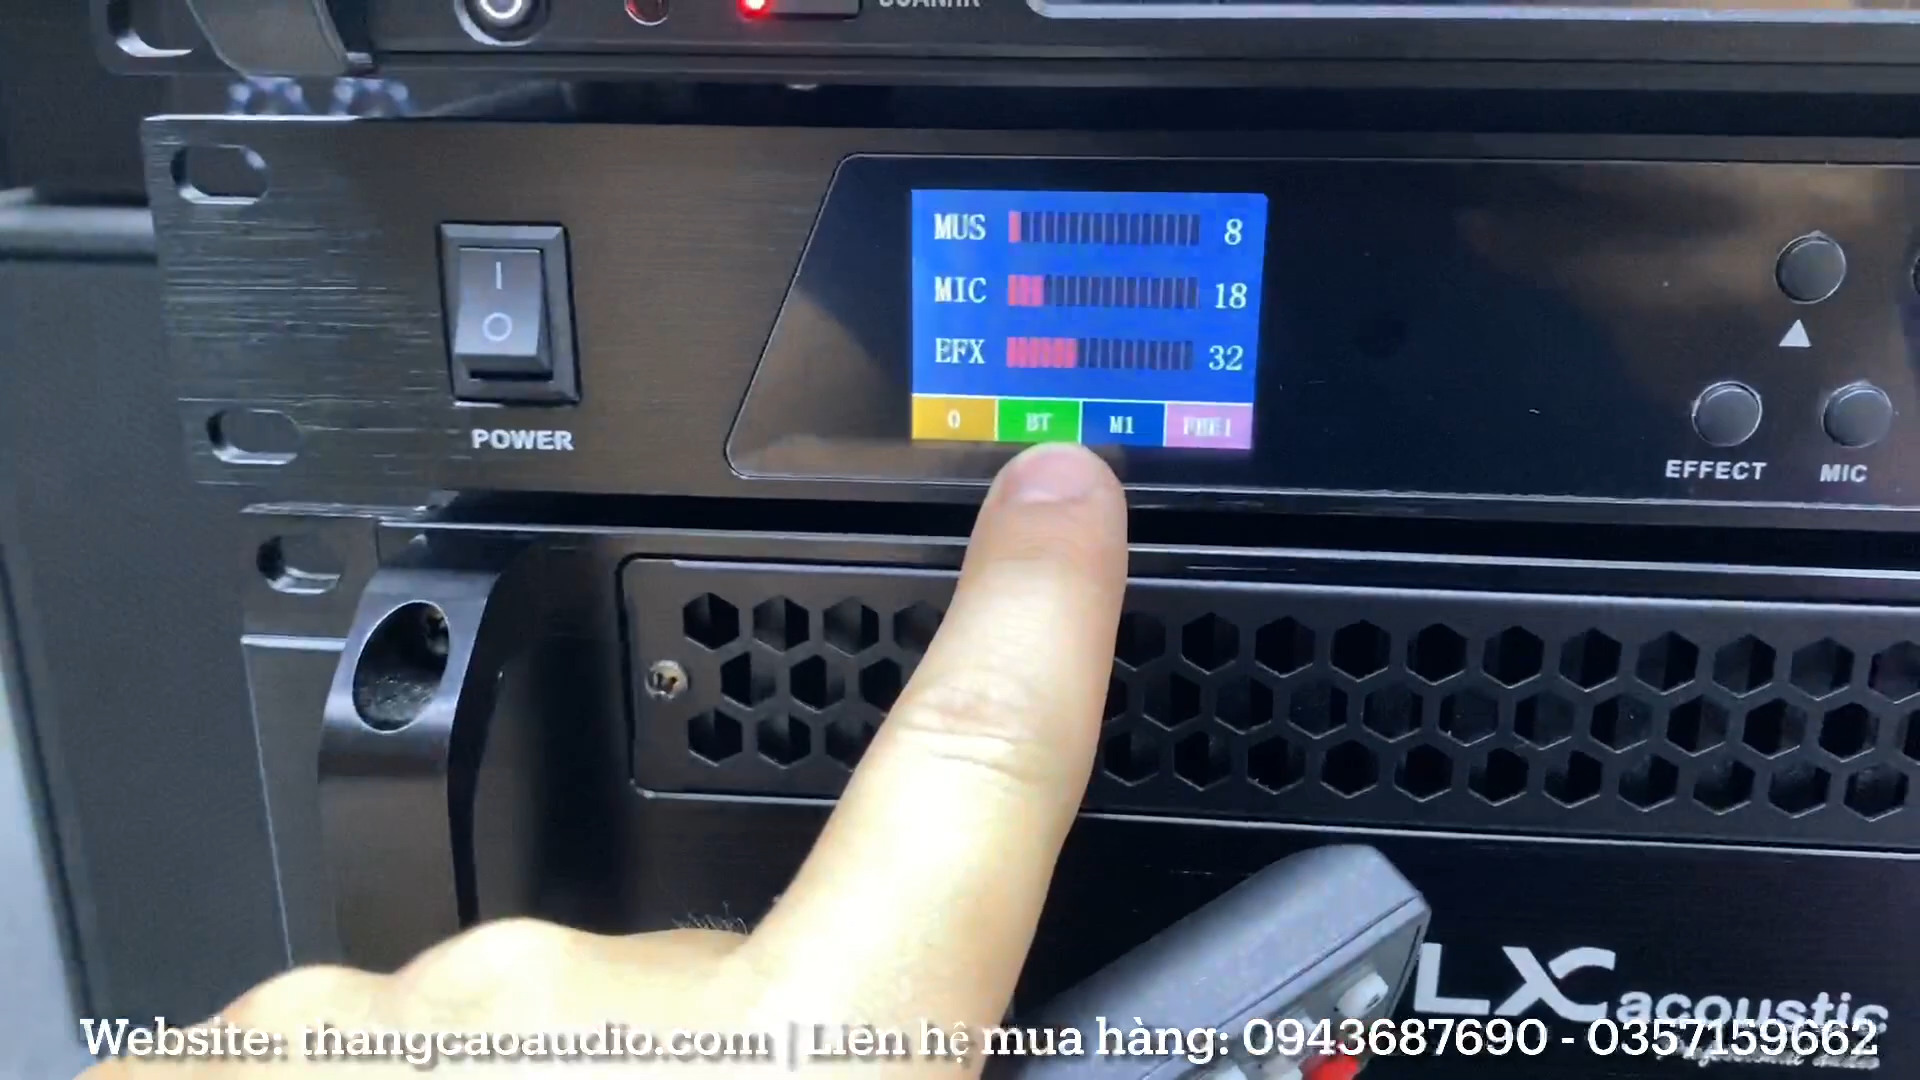 MUS 8
MIC 18
EFX 32
0 BT M1
POWER
EFFECT MIC
LXC acoustic
Website: thangcaoaudio.com | Liên hệ mua hàng: 0943687690 - 0357159662